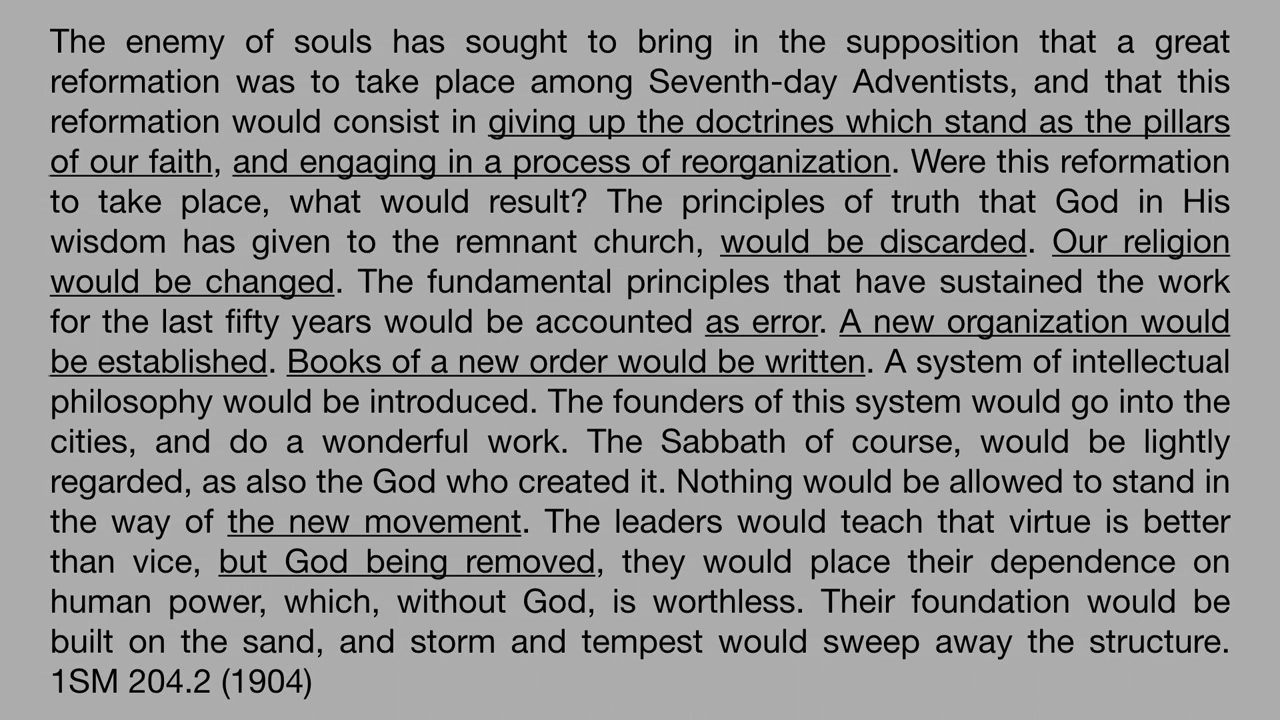 The enemy of souls has sought to bring in the supposition that a great
reformation was to take place among Seventh-day Adventists, and that this
reformation would consist in giving up the doctrines which stand as the pillars
of our faith, and engaging in a process of reorganization. Were this reformation
to take place, what would result? The principles of truth that God in His
wisdom has given to the remnant church, would be discarded. Our religion
would be changed. The fundamental principles that have sustained the work
for the last fifty years would be accounted as error. A new organization would
be established. Books of a new order would be written. A system of intellectual
philosophy would be introduced. The founders of this system would go into the
cities, and do a wonderful work. The Sabbath of course, would be lightly
regarded, as also the God who created it. Nothing would be allowed to stand in
the way of the new movement. The leaders would teach that virtue is better
than vice, but God being removed, they would place their dependence on
human power, which, without God, is worthless. Their foundation would be
built on the sand, and storm and tempest would sweep away the structure.
1SM 204.2 (1904)